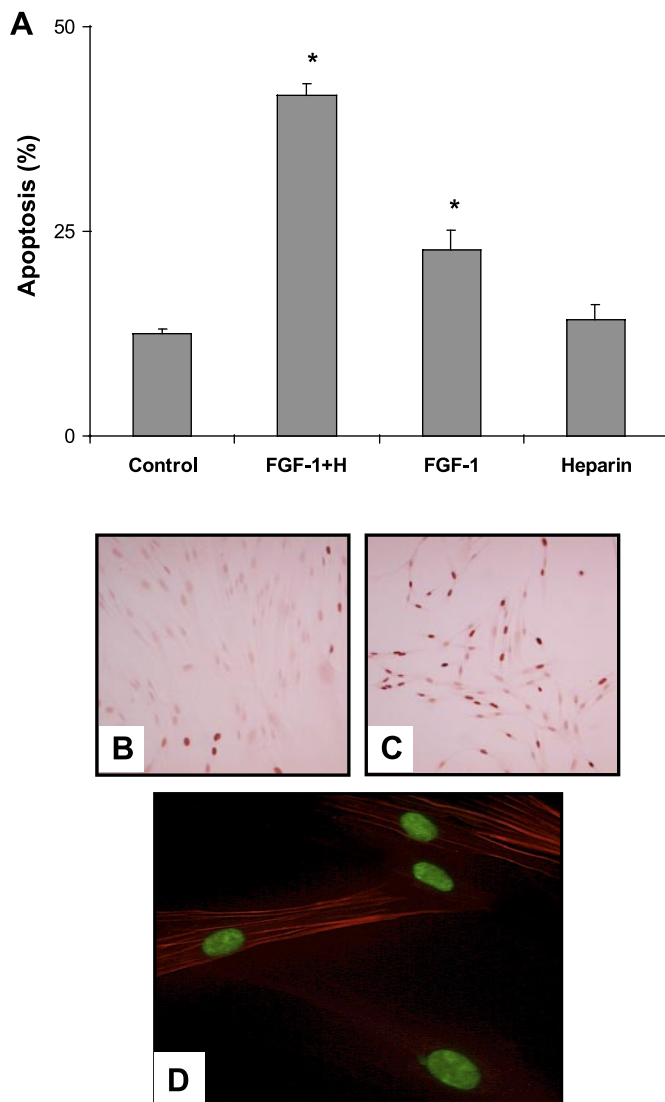 A
50
*
*
Apoptosis (%)
25
0
Control FGF-1+H FGF-1 Heparin
B
C
D